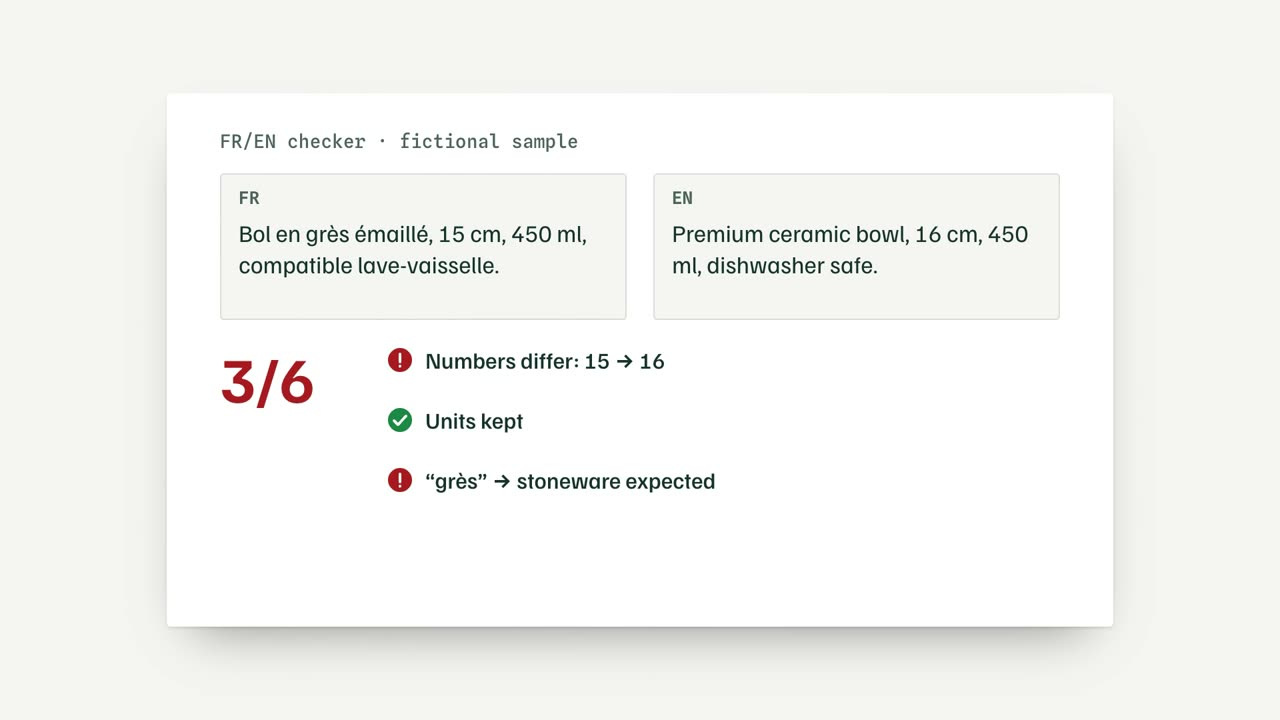 FR/EN checker · fictional sample
FR
Bol en grès émaillé, 15 cm, 450 ml,
compatible lave-vaisselle.
EN
Premium ceramic bowl, 16 cm, 450
ml, dishwasher safe.
3/6
Numbers differ: 15 → 16
Units kept
“grès” → stoneware expected